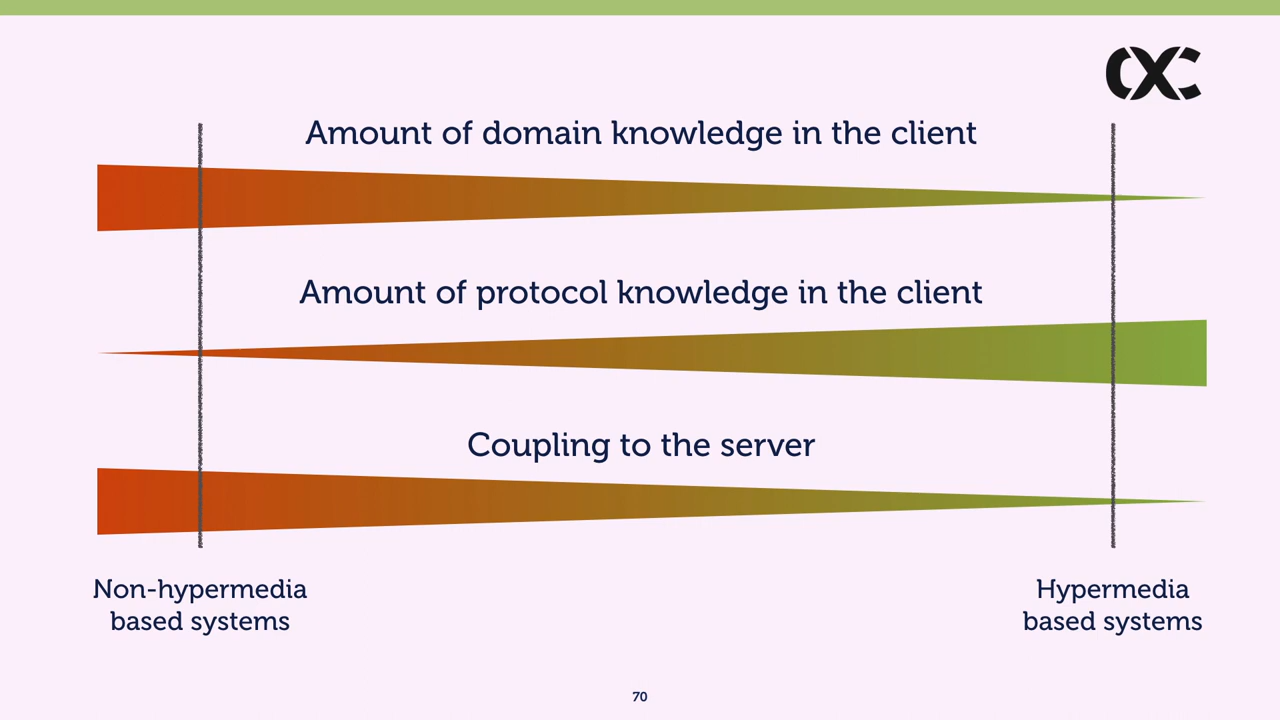 Amount of domain knowledge in the client
Amount of protocol knowledge in the client
Coupling to the server
Non-hypermedia
based systems
Hypermedia
based systems
70